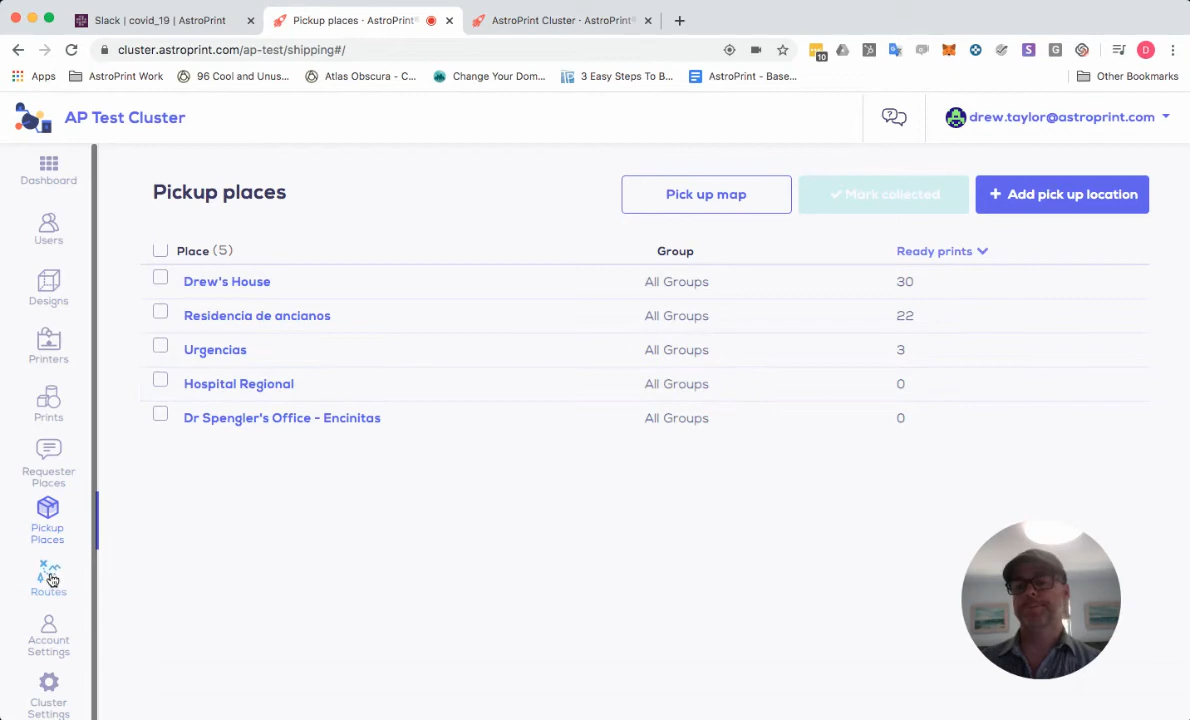 Slack | covid_19 | AstroPrint
Pickup places · AstroPrint
AstroPrint Cluster · AstroPrint
cluster.astroprint.com/ap-test/shipping#/
10
S
G
D
Apps
AstroPrint Work
96 Cool and Unus...
Atlas Obscura - C...
Change Your Dom...
3 Easy Steps To B...
AstroPrint - Base...
Other Bookmarks
AP Test Cluster
drew.taylor@astroprint.com
Dashboard
Users
Designs
Printers
Prints
Requester
Places
Pickup
Places
Routes
Account
Settings
Cluster
Settings
Pickup places
Pick up map
Mark collected
+ Add pick up location
Place (5)
Group
Ready prints
Drew's House
All Groups
30
Residencia de ancianos
All Groups
22
Urgencias
All Groups
3
Hospital Regional
All Groups
0
Dr Spengler's Office - Encinitas
All Groups
0